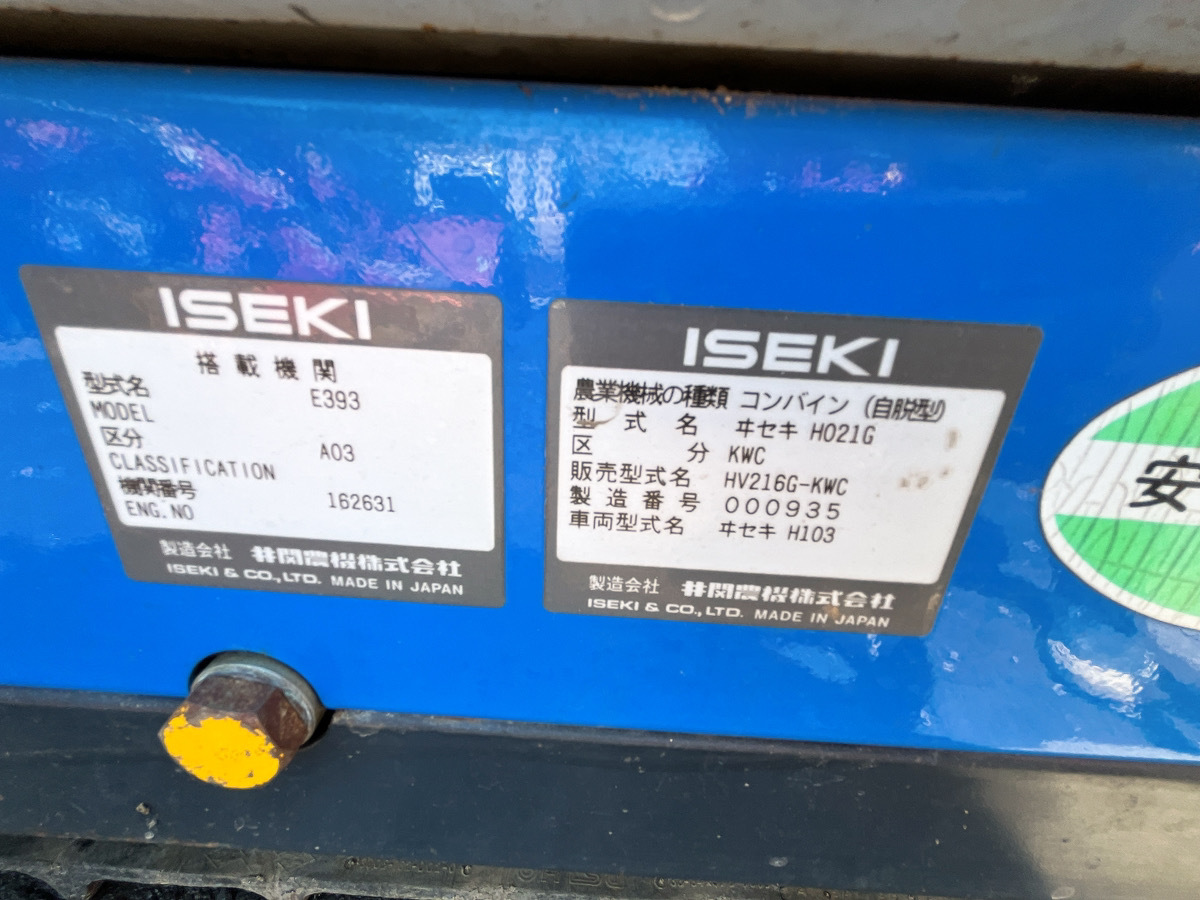 ISEKI
搭載機関
型式名 E393
MODEL
区分 A03
CLASSIFICATION
機関番号 162631
ENG.NO
製造会社 井関農機株式会社
ISEKI & CO.,LTD. MADE IN JAPAN
ISEKI
農業機械の種類 コンバイン (自脱型)
型式名 ヰセキ HO21G
区分 KWC
販売型式名 HV216G-KWC
製造番号 000935
車両型式名 ヰセキ H103
製造会社 井関農機株式会社
ISEKI & CO.,LTD. MADE IN JAPAN
安